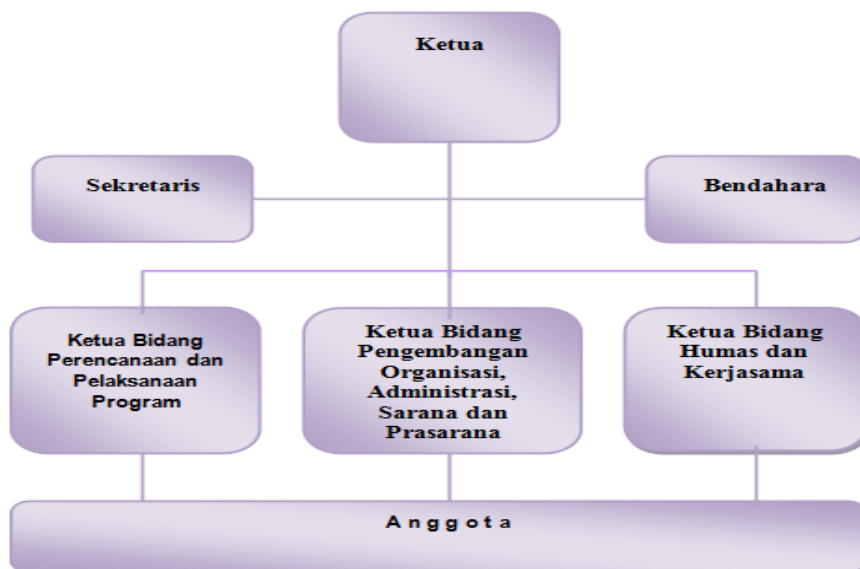 Ketua
Sekretaris
Bendahara
Ketua Bidang
Perencanaan dan
Pelaksanaan
Program
Ketua Bidang
Pengembangan
Organisasi,
Administrasi,
Sarana dan
Prasarana
Ketua Bidang
Humas dan
Kerjasama
A n g g o t a